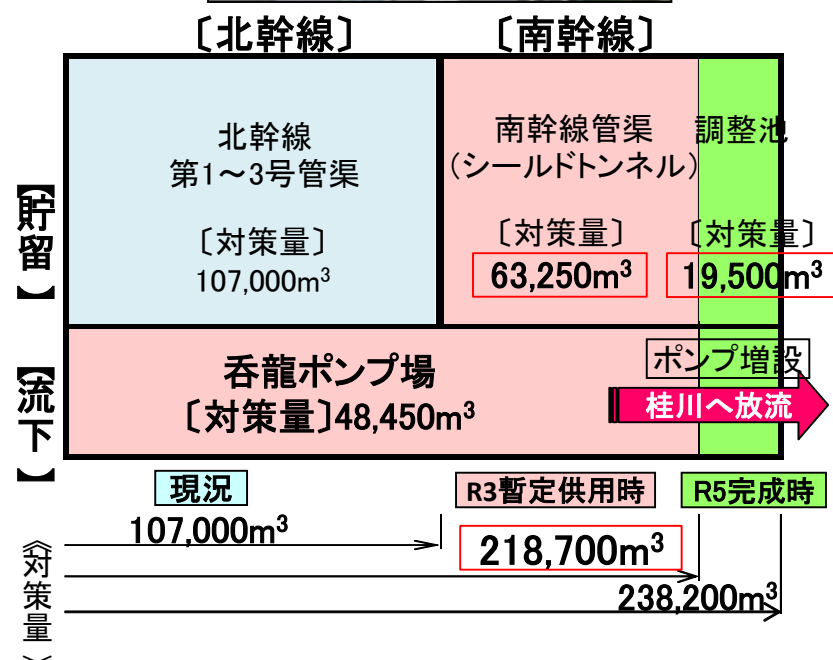 〔北幹線〕
〔南幹線〕
北幹線
第1～3号管渠
〔対策量〕
107,000m³
南幹線管渠
(シールドトンネル)
〔対策量〕
63,250m³
調整池
〔対策量〕
19,500m³
【貯留】
【流下】
呑龍ポンプ場
〔対策量〕48,450m³
ポンプ増設
桂川へ放流
現況
R3暫定供用時
R5完成時
107,000m³
218,700m³
238,200m³
《対策量》